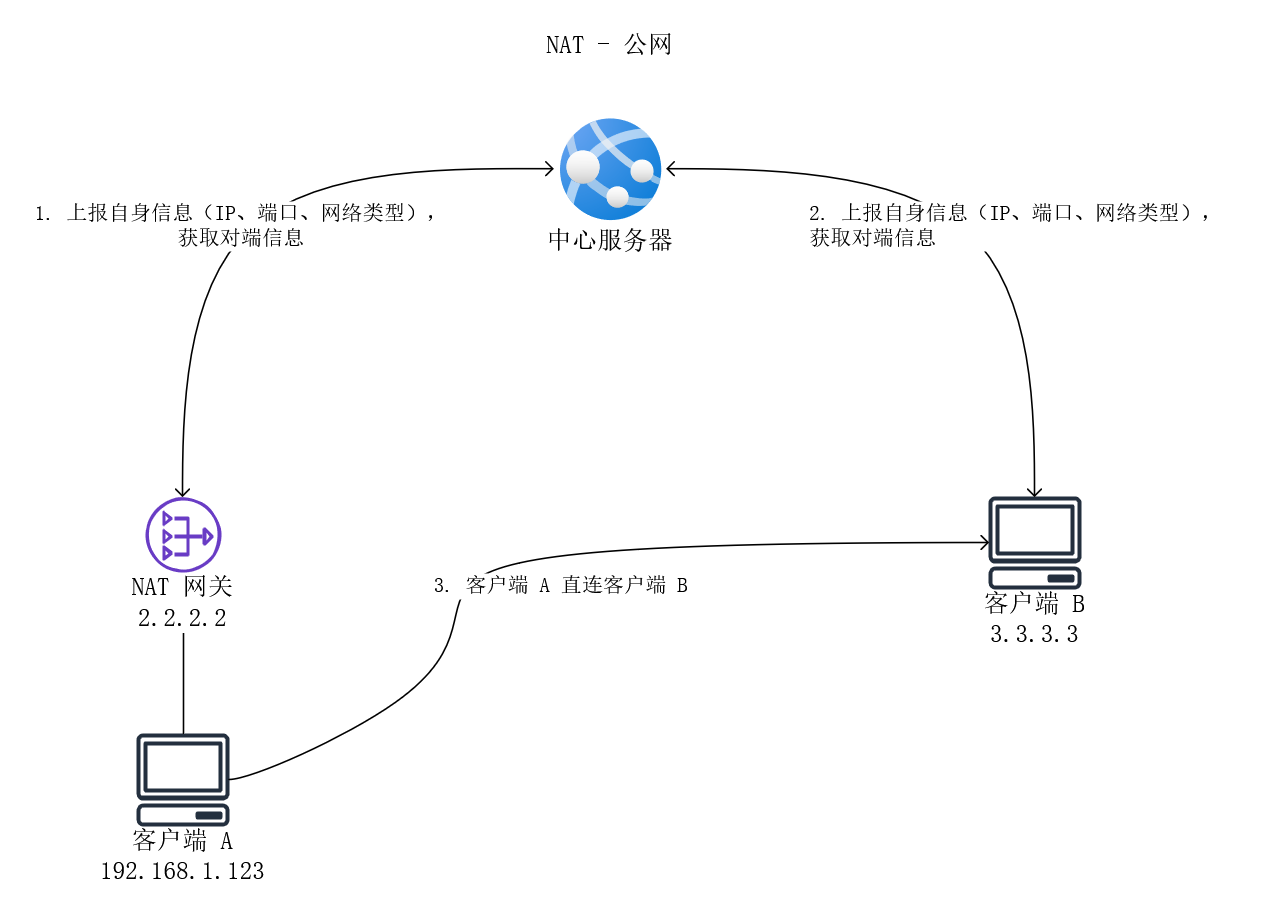 NAT - 公网
1. 上报自身信息（IP、端口、网络类型），
获取对端信息
2. 上报自身信息（IP、端口、网络类型），
获取对端信息
中心服务器
NAT 网关
2.2.2.2
3. 客户端 A 直连客户端 B
客户端 B
3.3.3.3
客户端 A
192.168.1.123